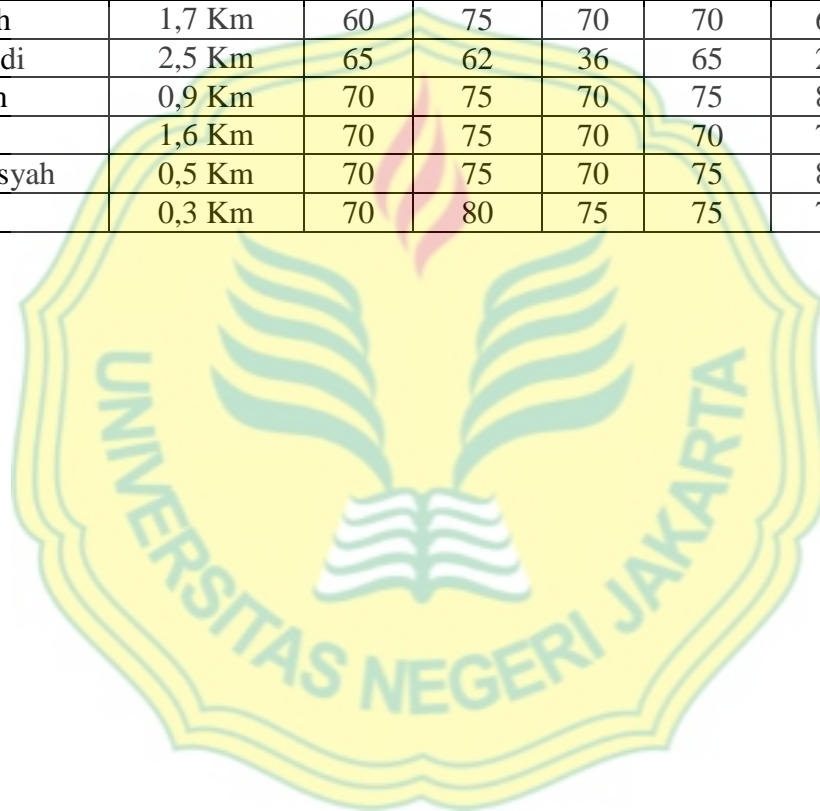 h 1,7 Km 60 75 70 70
di 2,5 Km 65 62 36 65
n 0,9 Km 70 75 70 75
1,6 Km 70 75 70 70
syah 0,5 Km 70 75 70 75
0,3 Km 70 80 75 75
UNIVERSITAS NEGERI JAKARTA